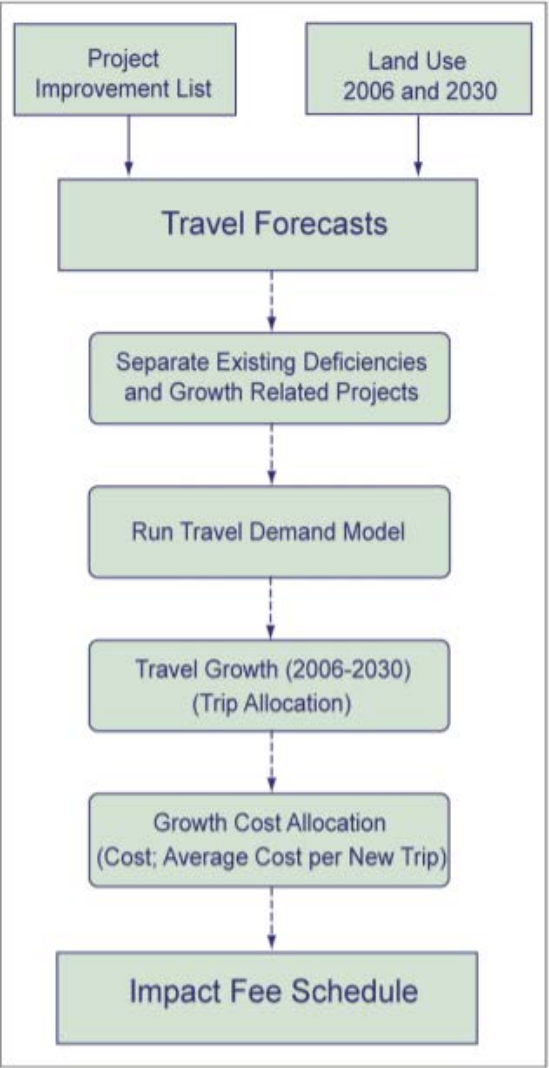 Project
Improvement List
Land Use
2006 and 2030
Travel Forecasts
Separate Existing Deficiencies
and Growth Related Projects
Run Travel Demand Model
Travel Growth (2006-2030)
(Trip Allocation)
Growth Cost Allocation
(Cost; Average Cost per New Trip)
Impact Fee Schedule